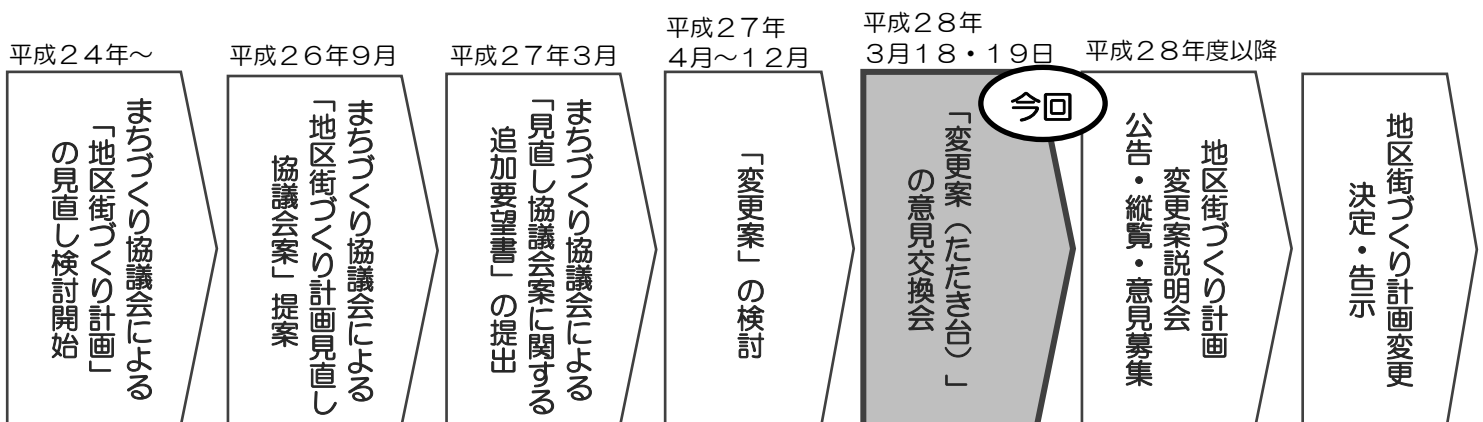 平成２４年～
まちづくり協議会による
「地区街づくり計画」
の見直し検討開始
平成２６年９月
まちづくり協議会による
「地区街づくり計画見直し
協議会案」提案
平成２７年３月
まちづくり協議会による
「見直し協議会案に関する
追加要望書」の提出
平成２７年
４月～１２月
「変更案」の検討
平成２８年
３月１８・１９日
今回
「変更案（たたき台）」
の意見交換会
平成２８年度以降
地区街づくり計画
変更案説明会
公告・縦覧・意見募集
地区街づくり計画変更
決定・告示